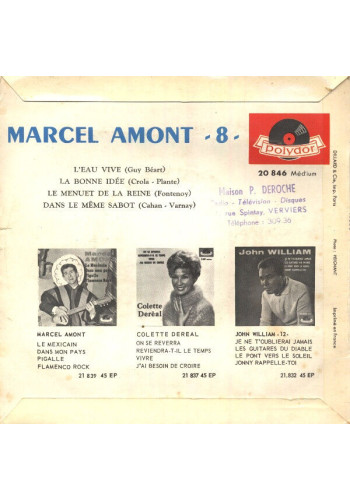 MARCEL AMONT - 8 -
polydor
20 846 Médium
L'EAU VIVE (Guy Béart)
LA BONNE IDÉE (Crola - Plante)
LE MENUET DE LA REINE (Fontenoy)
DANS LE MÊME SABOT (Cahan - Varnay)
Maison P. DEROCHE
Radio - Télévision - Disques
rue Spintay, VERVIERS
Téléphone :
Colette
Deréal
John WILLIAM
MARCEL AMONT
LE MEXICAIN
DANS MON PAYS
PIGALLE
FLAMENCO ROCK
21 839 45 EP
COLETTE DEREAL
ON SE REVERRA
REVIENDRA-T-IL LE TEMPS
VIVRE
J'AI BESOIN DE CROIRE
21 837 45 EP
JOHN WILLIAM -12-
JE NE T'OUBLIERAI JAMAIS
LES GUITARES DU DIABLE
LE PONT VERS LE SOLEIL
JONNY RAPPELLE-TOI
21.832 45 EP
Imprimé en France